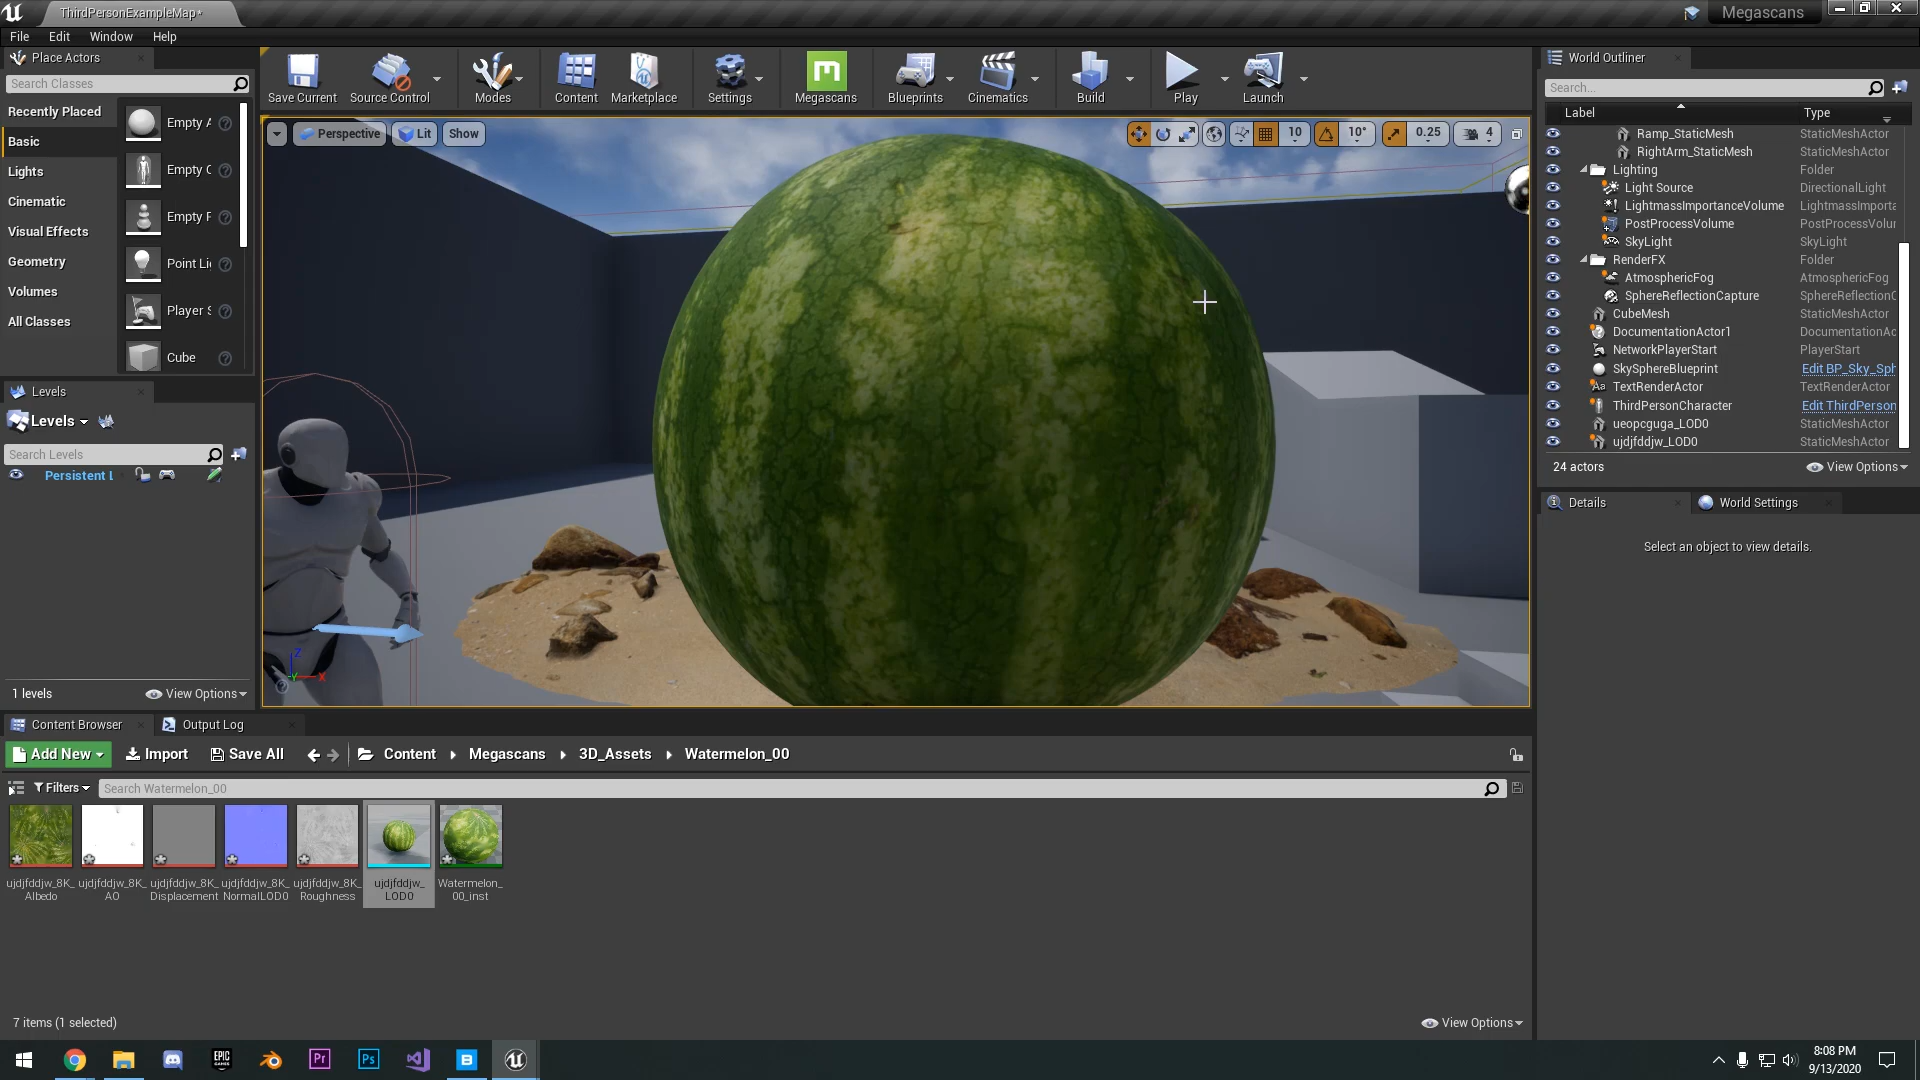 ThirdPersonExampleMap*
Megascans
File Edit Window Help
Place Actors
Search Classes
Recently Placed
Basic
Lights
Cinematic
Visual Effects
Geometry
Volumes
All Classes
Empty A
Empty C
Empty P
Point Li
Player S
Cube
Levels
Levels
Search Levels
Persistent L
1 levels
View Options
Save Current
Source Control
Modes
Content
Marketplace
Settings
Megascans
Blueprints
Cinematics
Build
Play
Launch
Perspective
Lit
Show
10
10°
0.25
4
Z
X
Y
World Outliner
Search...
Label Type
Ramp_StaticMesh StaticMeshActor
RightArm_StaticMesh StaticMeshActor
Lighting Folder
Light Source DirectionalLight
LightmassImportanceVolume LightmassImporta
PostProcessVolume PostProcessVolur
SkyLight SkyLight
RenderFX Folder
AtmosphericFog AtmosphericFog
SphereReflectionCapture SphereReflectionC
CubeMesh StaticMeshActor
DocumentationActor1 DocumentationAc
NetworkPlayerStart PlayerStart
SkySphereBlueprint Edit BP_Sky_Sph
TextRenderActor TextRenderActor
ThirdPersonCharacter Edit ThirdPerson
ueopcguga_LOD0 StaticMeshActor
ujdjfddjw_LOD0 StaticMeshActor
24 actors
View Options
Details
World Settings
Select an object to view details.
Content Browser
Output Log
Add New
Import
Save All
Content
Megascans
3D_Assets
Watermelon_00
Filters
Search Watermelon_00
ujdjfddjw_8K_
Albedo
ujdjfddjw_8K_
AO
ujdjfddjw_8K_
Displacement
ujdjfddjw_8K_
NormalLOD0
ujdjfddjw_8K_
Roughness
ujdjfddjw_
LOD0
Watermelon_
00_inst
7 items (1 selected)
View Options
EPIC
GAMES
Pr
Ps
8:08 PM
9/13/2020